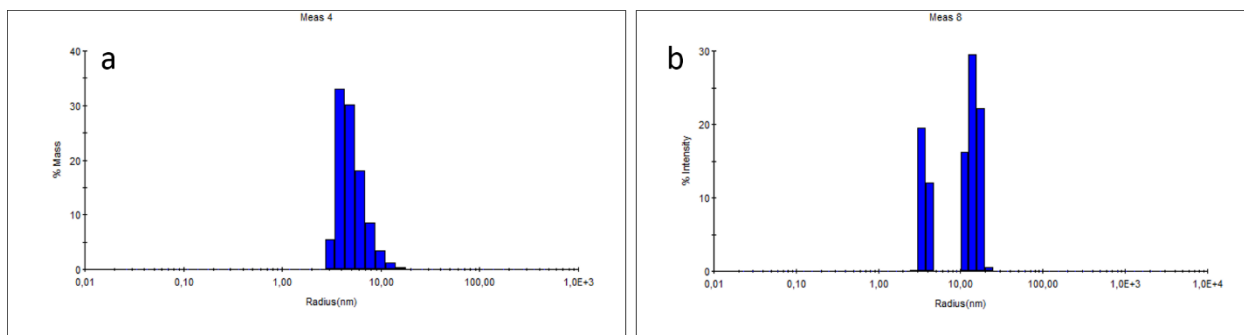 Meas 4
a
% Mass
40
30
20
10
0
0,01
0,10
1,00
10,00
100,00
1,0E+3
Radius(nm)
Meas 8
b
% Intensity
30
20
10
0
0,01
0,10
1,00
10,00
100,00
1,0E+3
1,0E+4
Radius(nm)